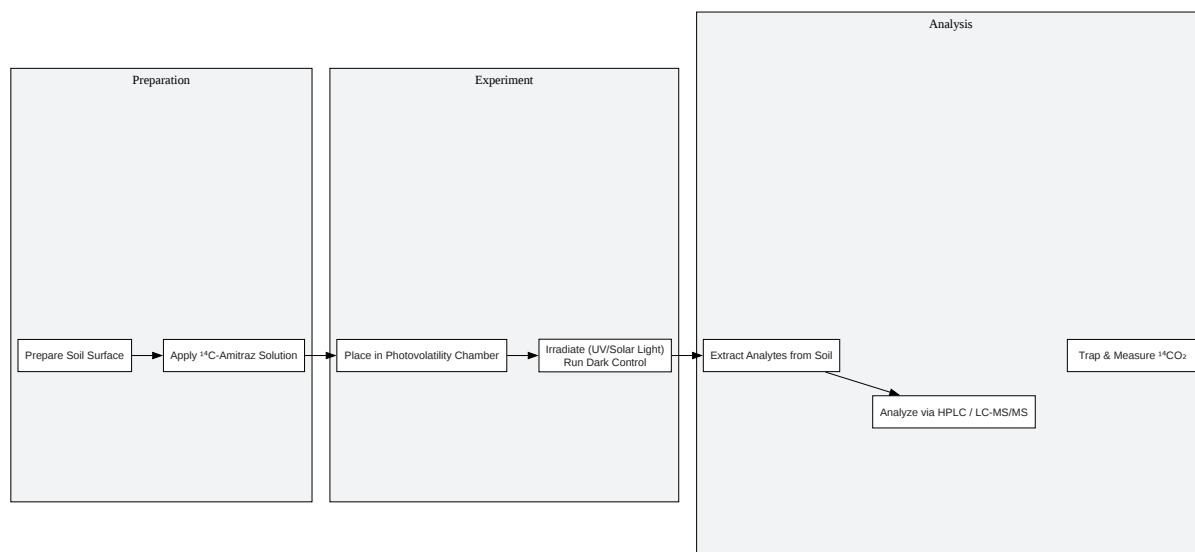 Preparation
Prepare Soil Surface
Apply ¹⁴C-Amitraz Solution
Experiment
Place in Photovolatility Chamber
Irradiate (UV/Solar Light)
Run Dark Control
Analysis
Extract Analytes from Soil
Analyze via HPLC / LC-MS/MS
Trap & Measure ¹⁴CO₂